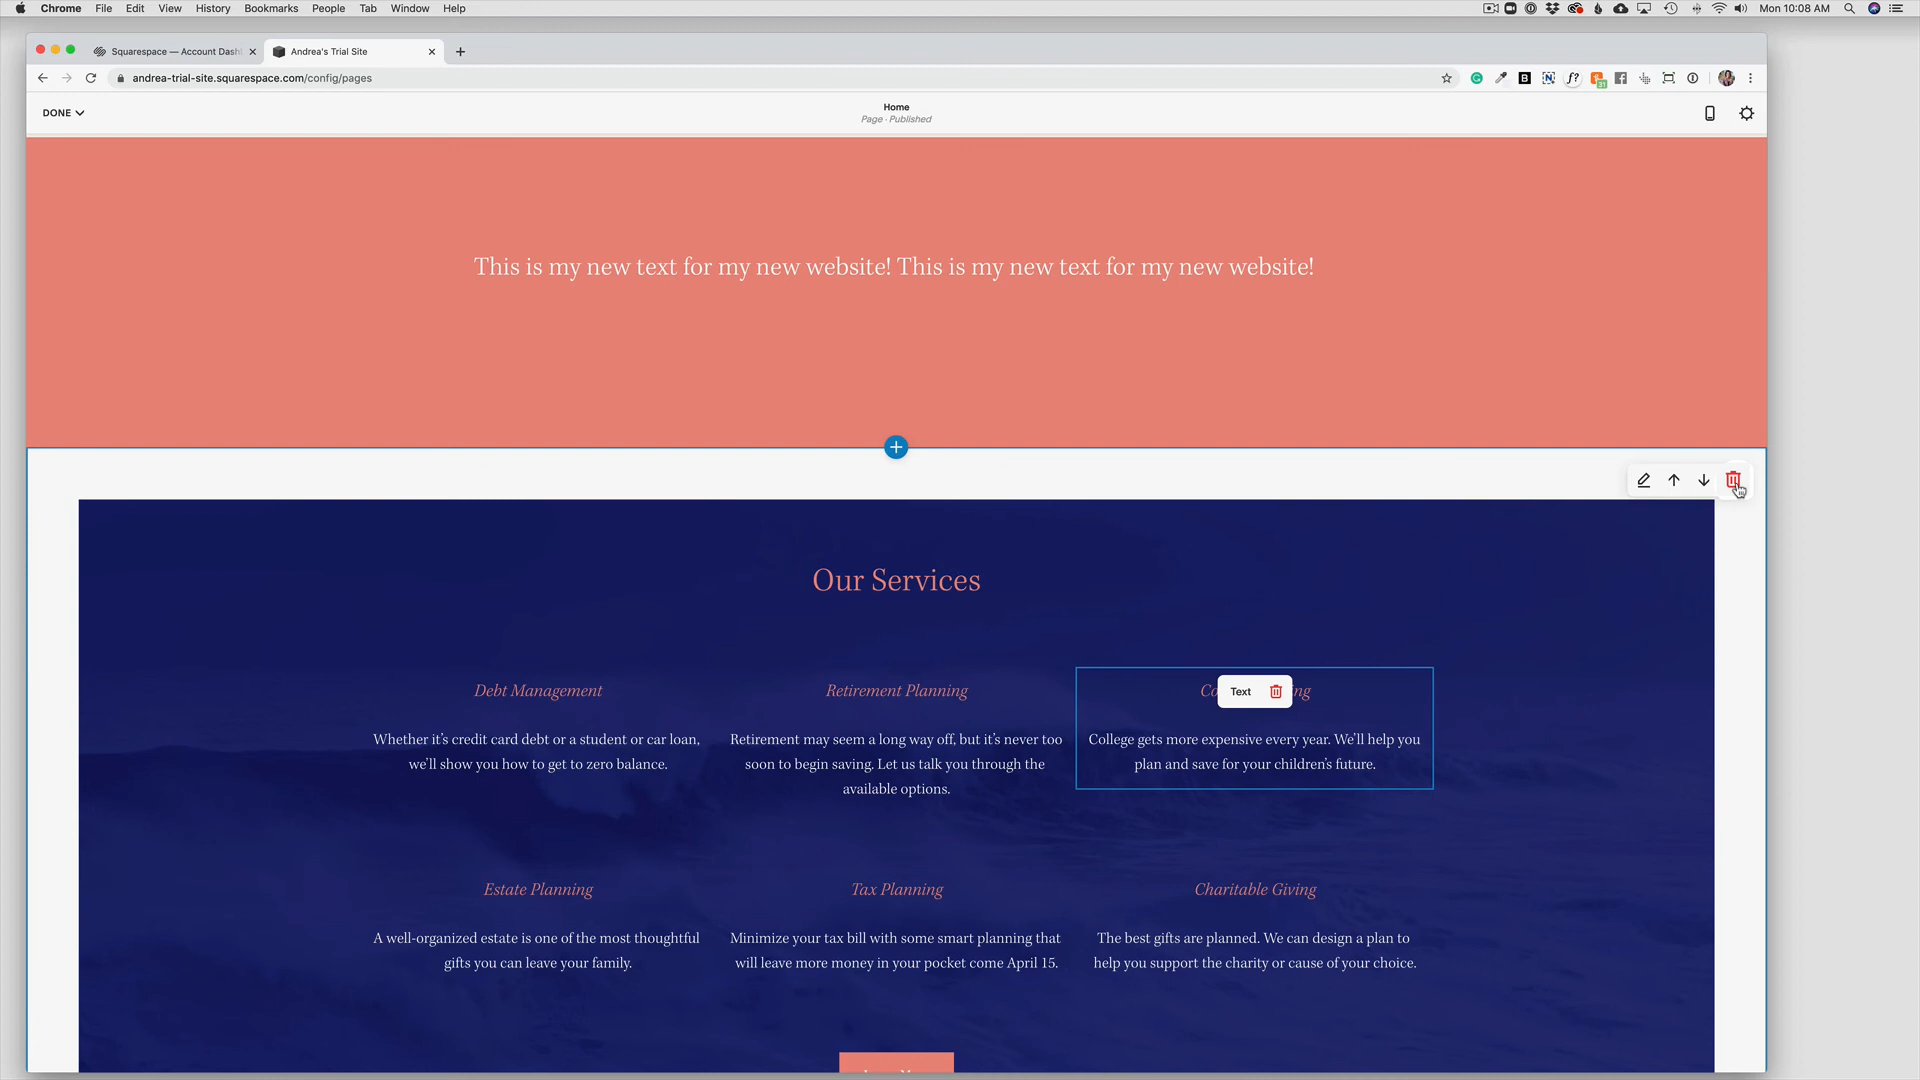 Chrome File Edit View History Bookmarks People Tab Window Help Mon 10:08 AM
Squarespace — Account Dash
Andrea's Trial Site
andrea-trial-site.squarespace.com/config/pages
31
DONE
Home
Page · Published
This is my new text for my new website! This is my new text for my new website!
Our Services
Debt Management
Whether it's credit card debt or a student or car loan,
we'll show you how to get to zero balance.
Retirement Planning
Retirement may seem a long way off, but it's never too
soon to begin saving. Let us talk you through the
available options.
Text
College gets more expensive every year. We'll help you
plan and save for your children's future.
Estate Planning
A well-organized estate is one of the most thoughtful
gifts you can leave your family.
Tax Planning
Minimize your tax bill with some smart planning that
will leave more money in your pocket come April 15.
Charitable Giving
The best gifts are planned. We can design a plan to
help you support the charity or cause of your choice.